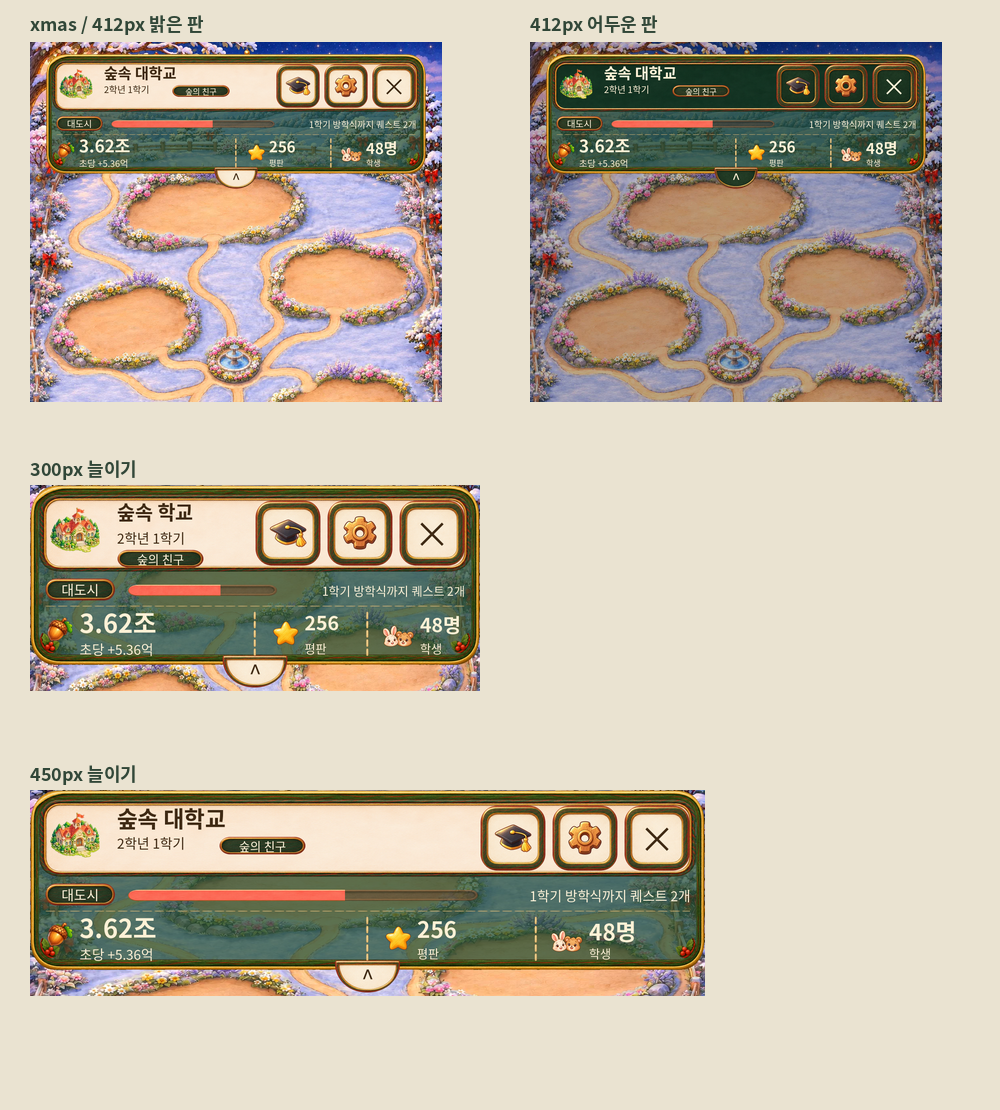 xmas / 412px 밝은 판
숲속 대학교
2학년 1학기
숲의 친구
대도시
1학기 방학식까지 퀘스트 2개
3.62조
초당 +5.36억
256
평판
48명
학생
412px 어두운 판
숲속 대학교
2학년 1학기
숲의 친구
대도시
1학기 방학식까지 퀘스트 2개
3.62조
초당 +5.36억
256
평판
48명
학생
300px 늘이기
숲속 학교
2학년 1학기
숲의 친구
대도시
1학기 방학식까지 퀘스트 2개
3.62조
초당 +5.36억
256
평판
48명
학생
450px 늘이기
숲속 대학교
2학년 1학기
숲의 친구
대도시
1학기 방학식까지 퀘스트 2개
3.62조
초당 +5.36억
256
평판
48명
학생